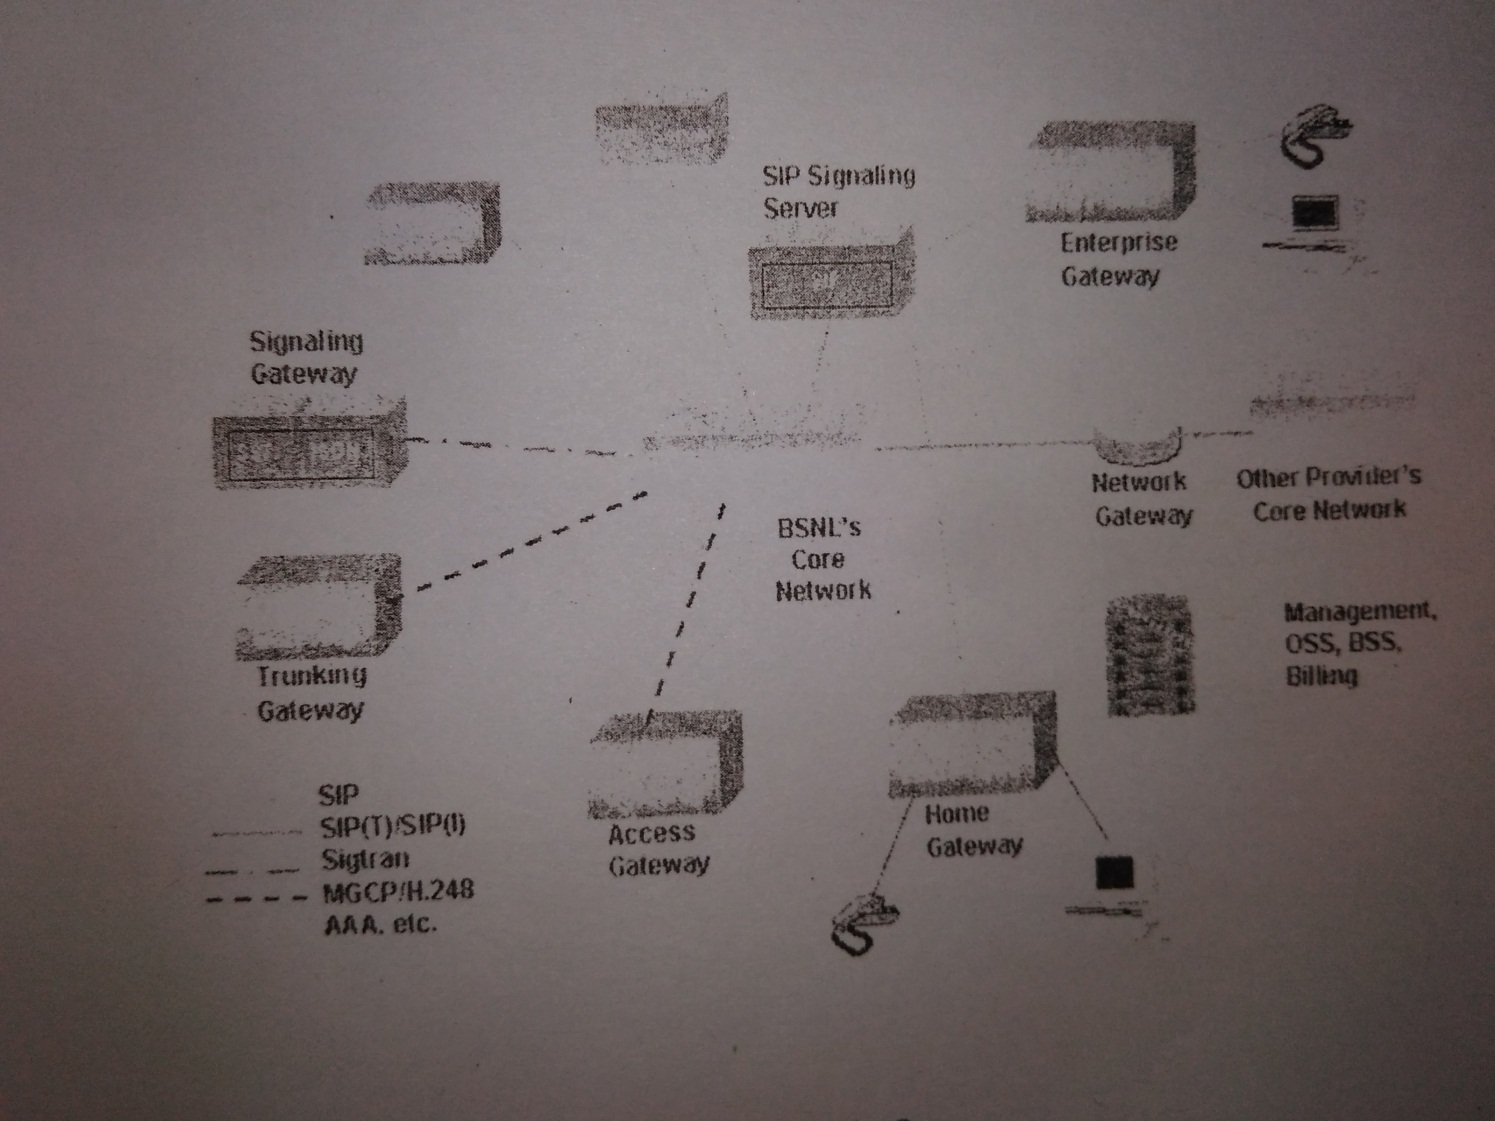 SIP Signaling
Server
Enterprise
Gateway
Signaling
Gateway
Network
Gateway
Other Provider's
Core Network
BSNL's
Core
Network
Management,
OSS, BSS,
Billing
Trunking
Gateway
Access
Gateway
Home
Gateway
SIP
SIP(T)/SIP(I)
Sigtran
MGCP/H.248
AAA. etc.